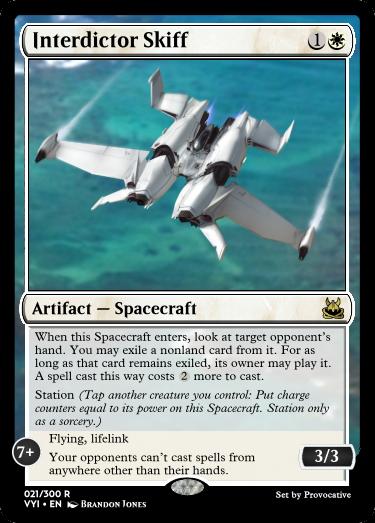 Interdictor Skiff 1
Artifact — Spacecraft
When this Spacecraft enters, look at target opponent's
hand. You may exile a nonland card from it. For as
long as that card remains exiled, its owner may play it.
A spell cast this way costs 2 more to cast.
Station (Tap another creature you control: Put charge
counters equal to its power on this Spacecraft. Station only
as a sorcery.)
Flying, lifelink
7+
Your opponents can't cast spells from
anywhere other than their hands.
3/3
021/300 R
VYI • EN Brandon Jones
Set by Provocative